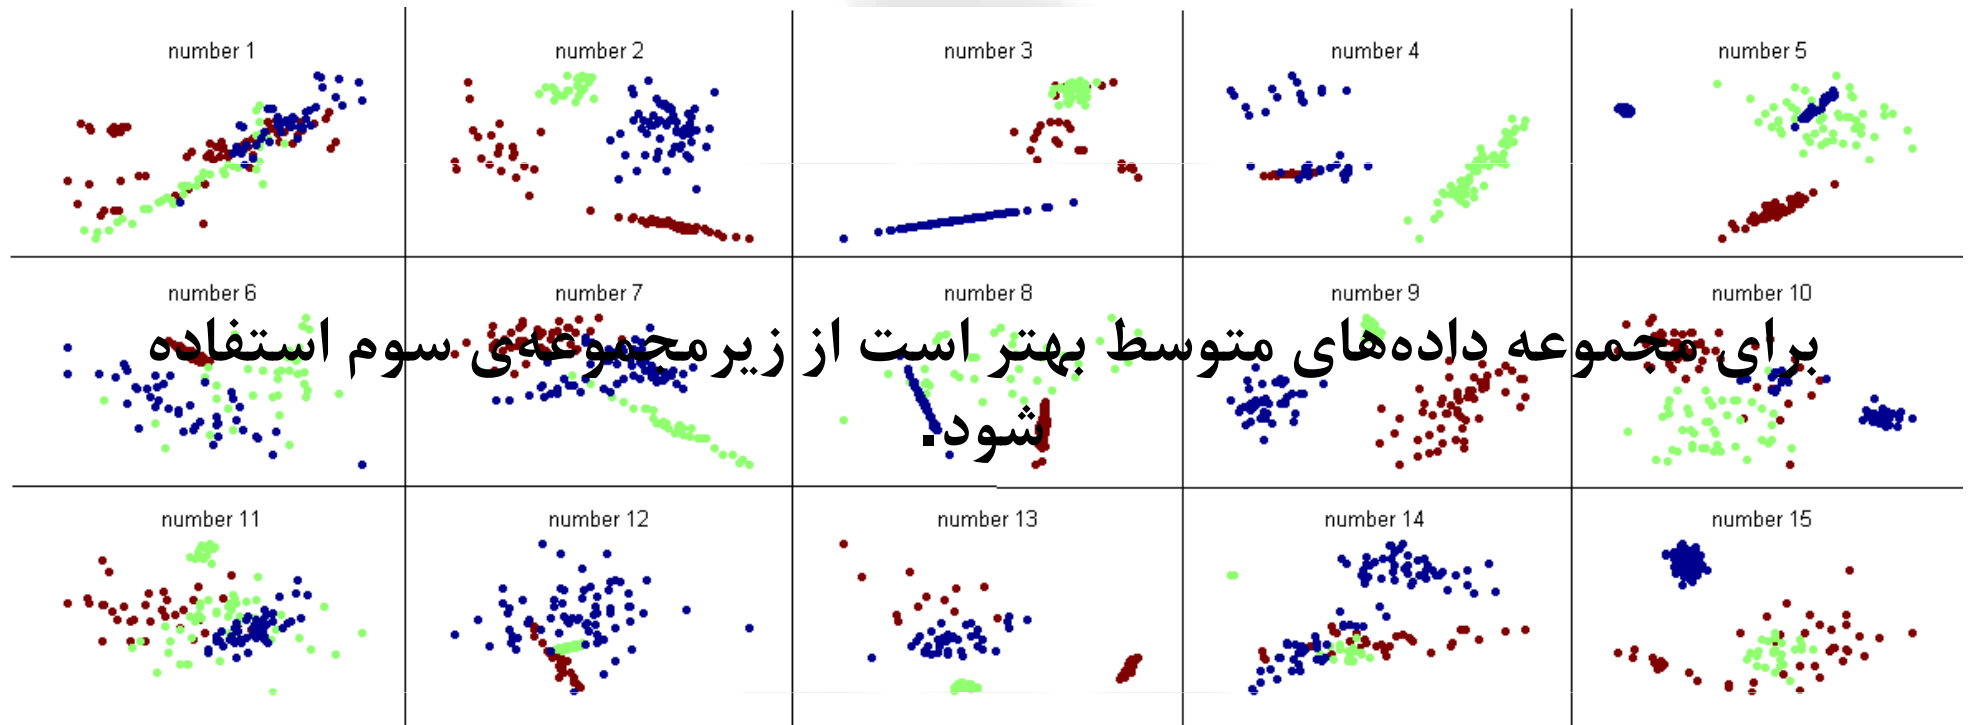 number 1
number 2
number 3
number 4
number 5
number 6
number 7
number 8
number 9
number 10
برای مجموعه داده‌های متوسط بهتر است از زیرمجموعه‌ی سوم استفاده
شود.
number 11
number 12
number 13
number 14
number 15